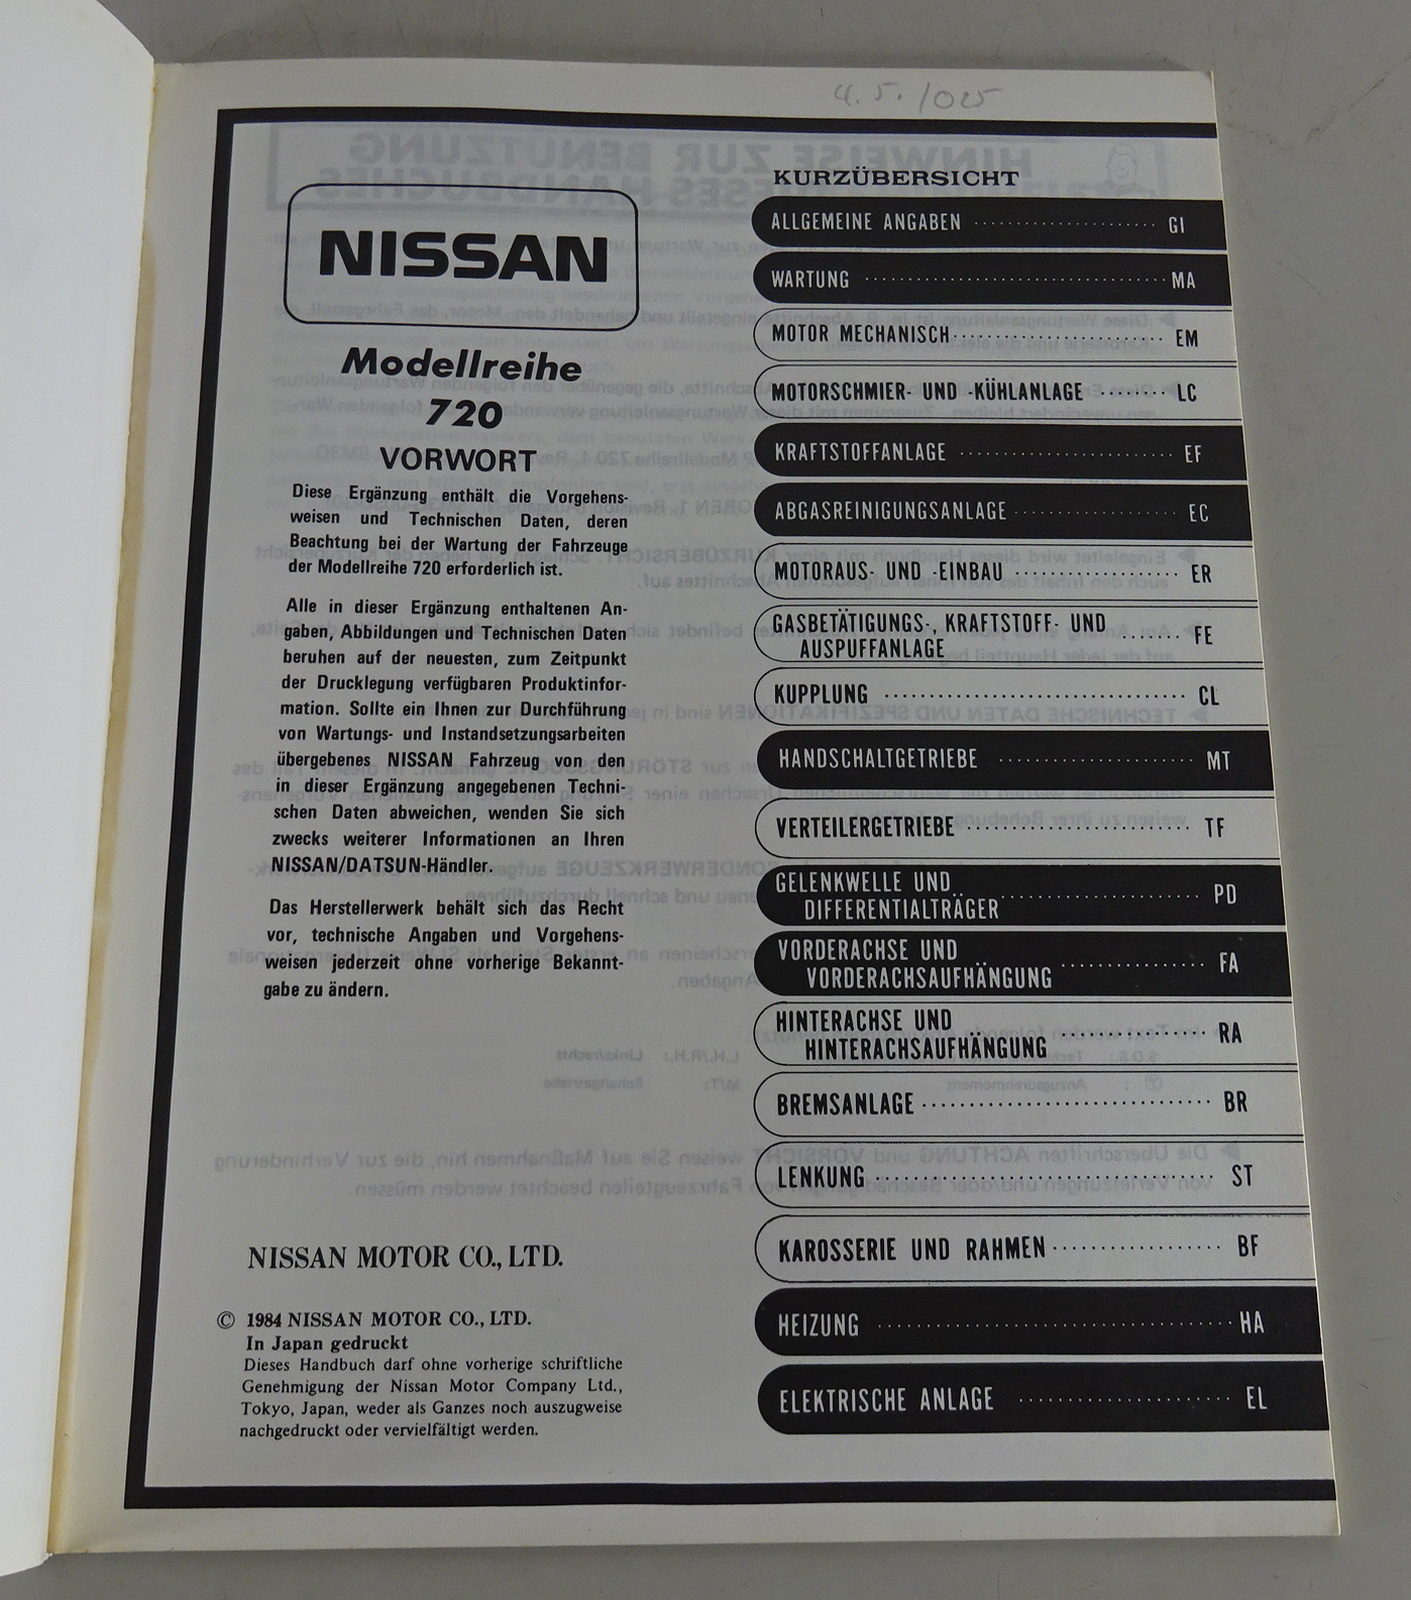 4.5./025
NISSAN
Modellreihe
720
VORWORT
Diese Ergänzung enthält die Vorgehens-
weisen und Technischen Daten, deren
Beachtung bei der Wartung der Fahrzeuge
der Modellreihe 720 erforderlich ist.
Alle in dieser Ergänzung enthaltenen An-
gaben, Abbildungen und Technischen Daten
beruhen auf der neuesten, zum Zeitpunkt
der Drucklegung verfügbaren Produktinfor-
mation. Sollte ein Ihnen zur Durchführung
von Wartungs- und Instandsetzungsarbeiten
übergebenes NISSAN Fahrzeug von den
in dieser Ergänzung angegebenen Techni-
schen Daten abweichen, wenden Sie sich
zwecks weiterer Informationen an Ihren
NISSAN/DATSUN-Händler.
Das Herstellerwerk behält sich das Recht
vor, technische Angaben und Vorgehens-
weisen jederzeit ohne vorherige Bekannt-
gabe zu ändern.
NISSAN MOTOR CO., LTD.
© 1984 NISSAN MOTOR CO., LTD.
In Japan gedruckt
Dieses Handbuch darf ohne vorherige schriftliche
Genehmigung der Nissan Motor Company Ltd.,
Tokyo, Japan, weder als Ganzes noch auszugweise
nachgedruckt oder vervielfältigt werden.
KURZÜBERSICHT
ALLGEMEINE ANGABEN ..................... GI
WARTUNG ..................... MA
MOTOR MECHANISCH ..................... EM
MOTORSCHMIER- UND -KÜHLANLAGE ........ LC
KRAFTSTOFFANLAGE ..................... EF
ABGASREINIGUNGSANLAGE ..................... EC
MOTORAUS- UND -EINBAU ..................... ER
GASBETÄTIGUNGS-, KRAFTSTOFF- UND
AUSPUFFANLAGE ........ FE
KUPPLUNG ..................... CL
HANDSCHALTGETRIEBE ..................... MT
VERTEILERGETRIEBE ..................... TF
GELENKWELLE UND
DIFFERENTIALTRÄGER ..................... PD
VORDERACHSE UND
VORDERACHSAUFHÄNGUNG ..................... FA
HINTERACHSE UND
HINTERACHSAUFHÄNGUNG ..................... RA
BREMSANLAGE ..................... BR
LENKUNG ..................... ST
KAROSSERIE UND RAHMEN ..................... BF
HEIZUNG ..................... HA
ELEKTRISCHE ANLAGE ..................... EL